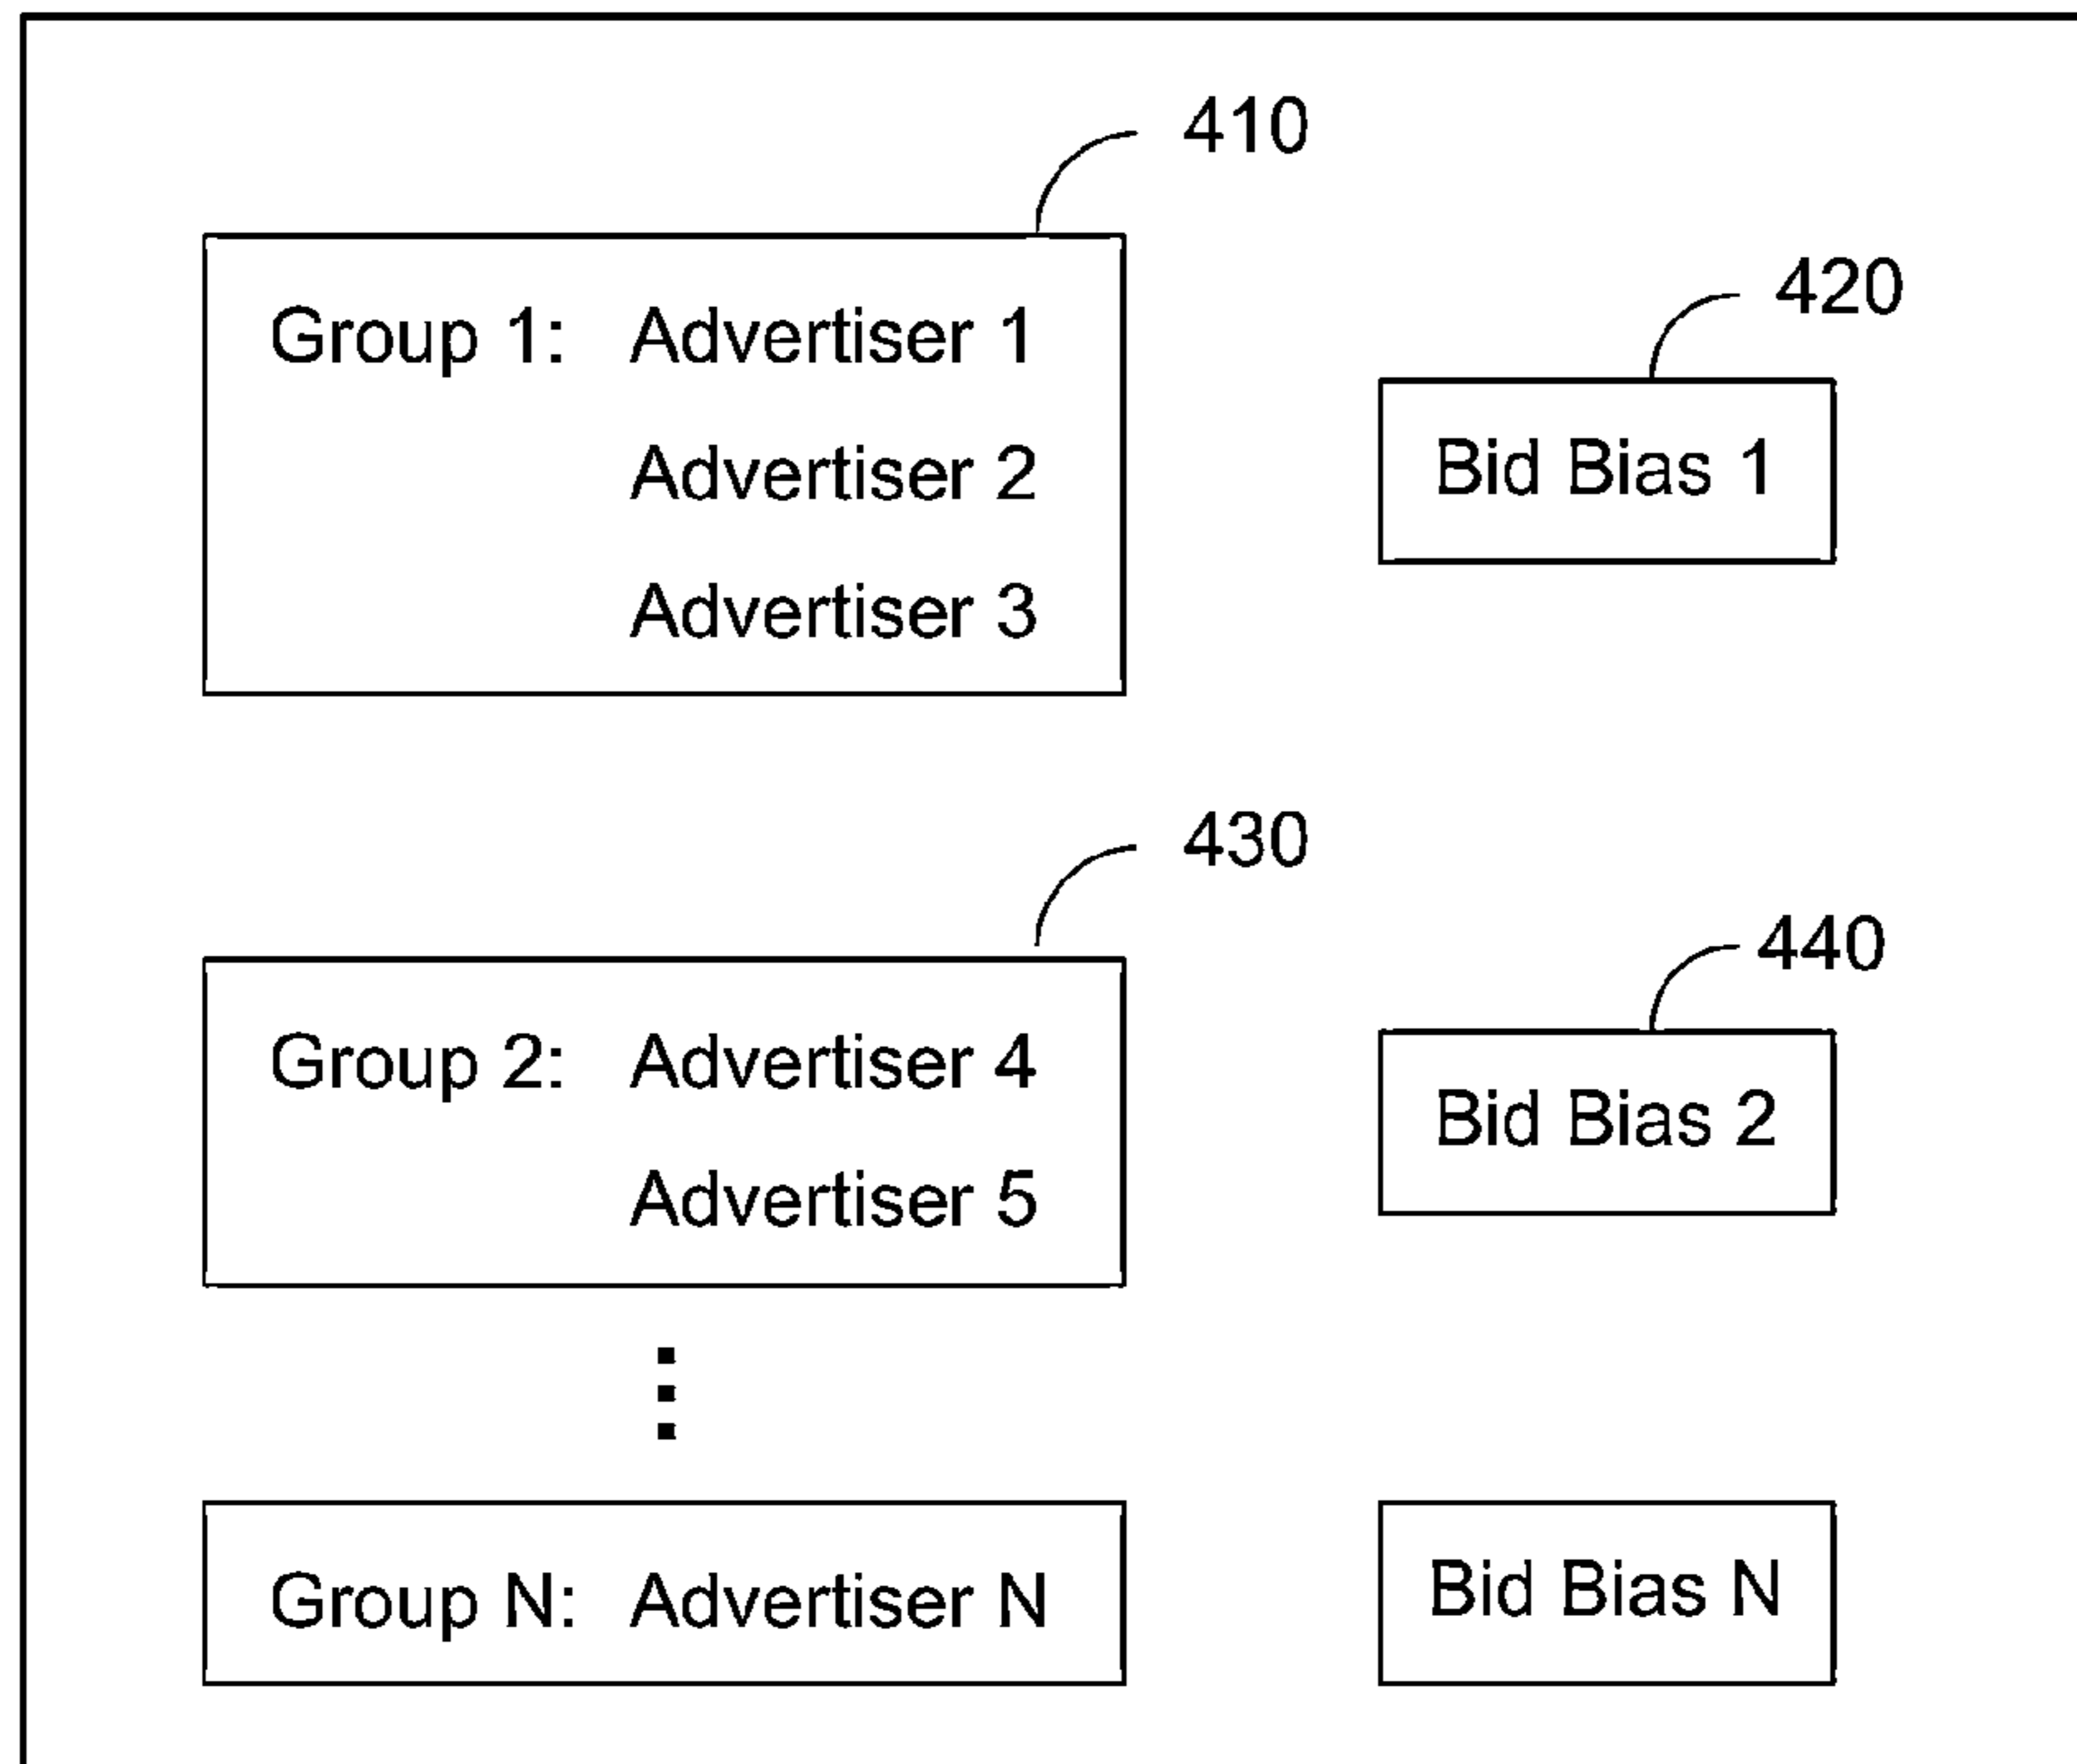 410
420
Group 1: Advertiser 1
Advertiser 2
Bid Bias 1
Advertiser 3
430
440
Group 2: Advertiser 4
Bid Bias 2
Advertiser 5
Group N: Advertiser N
Bid Bias N